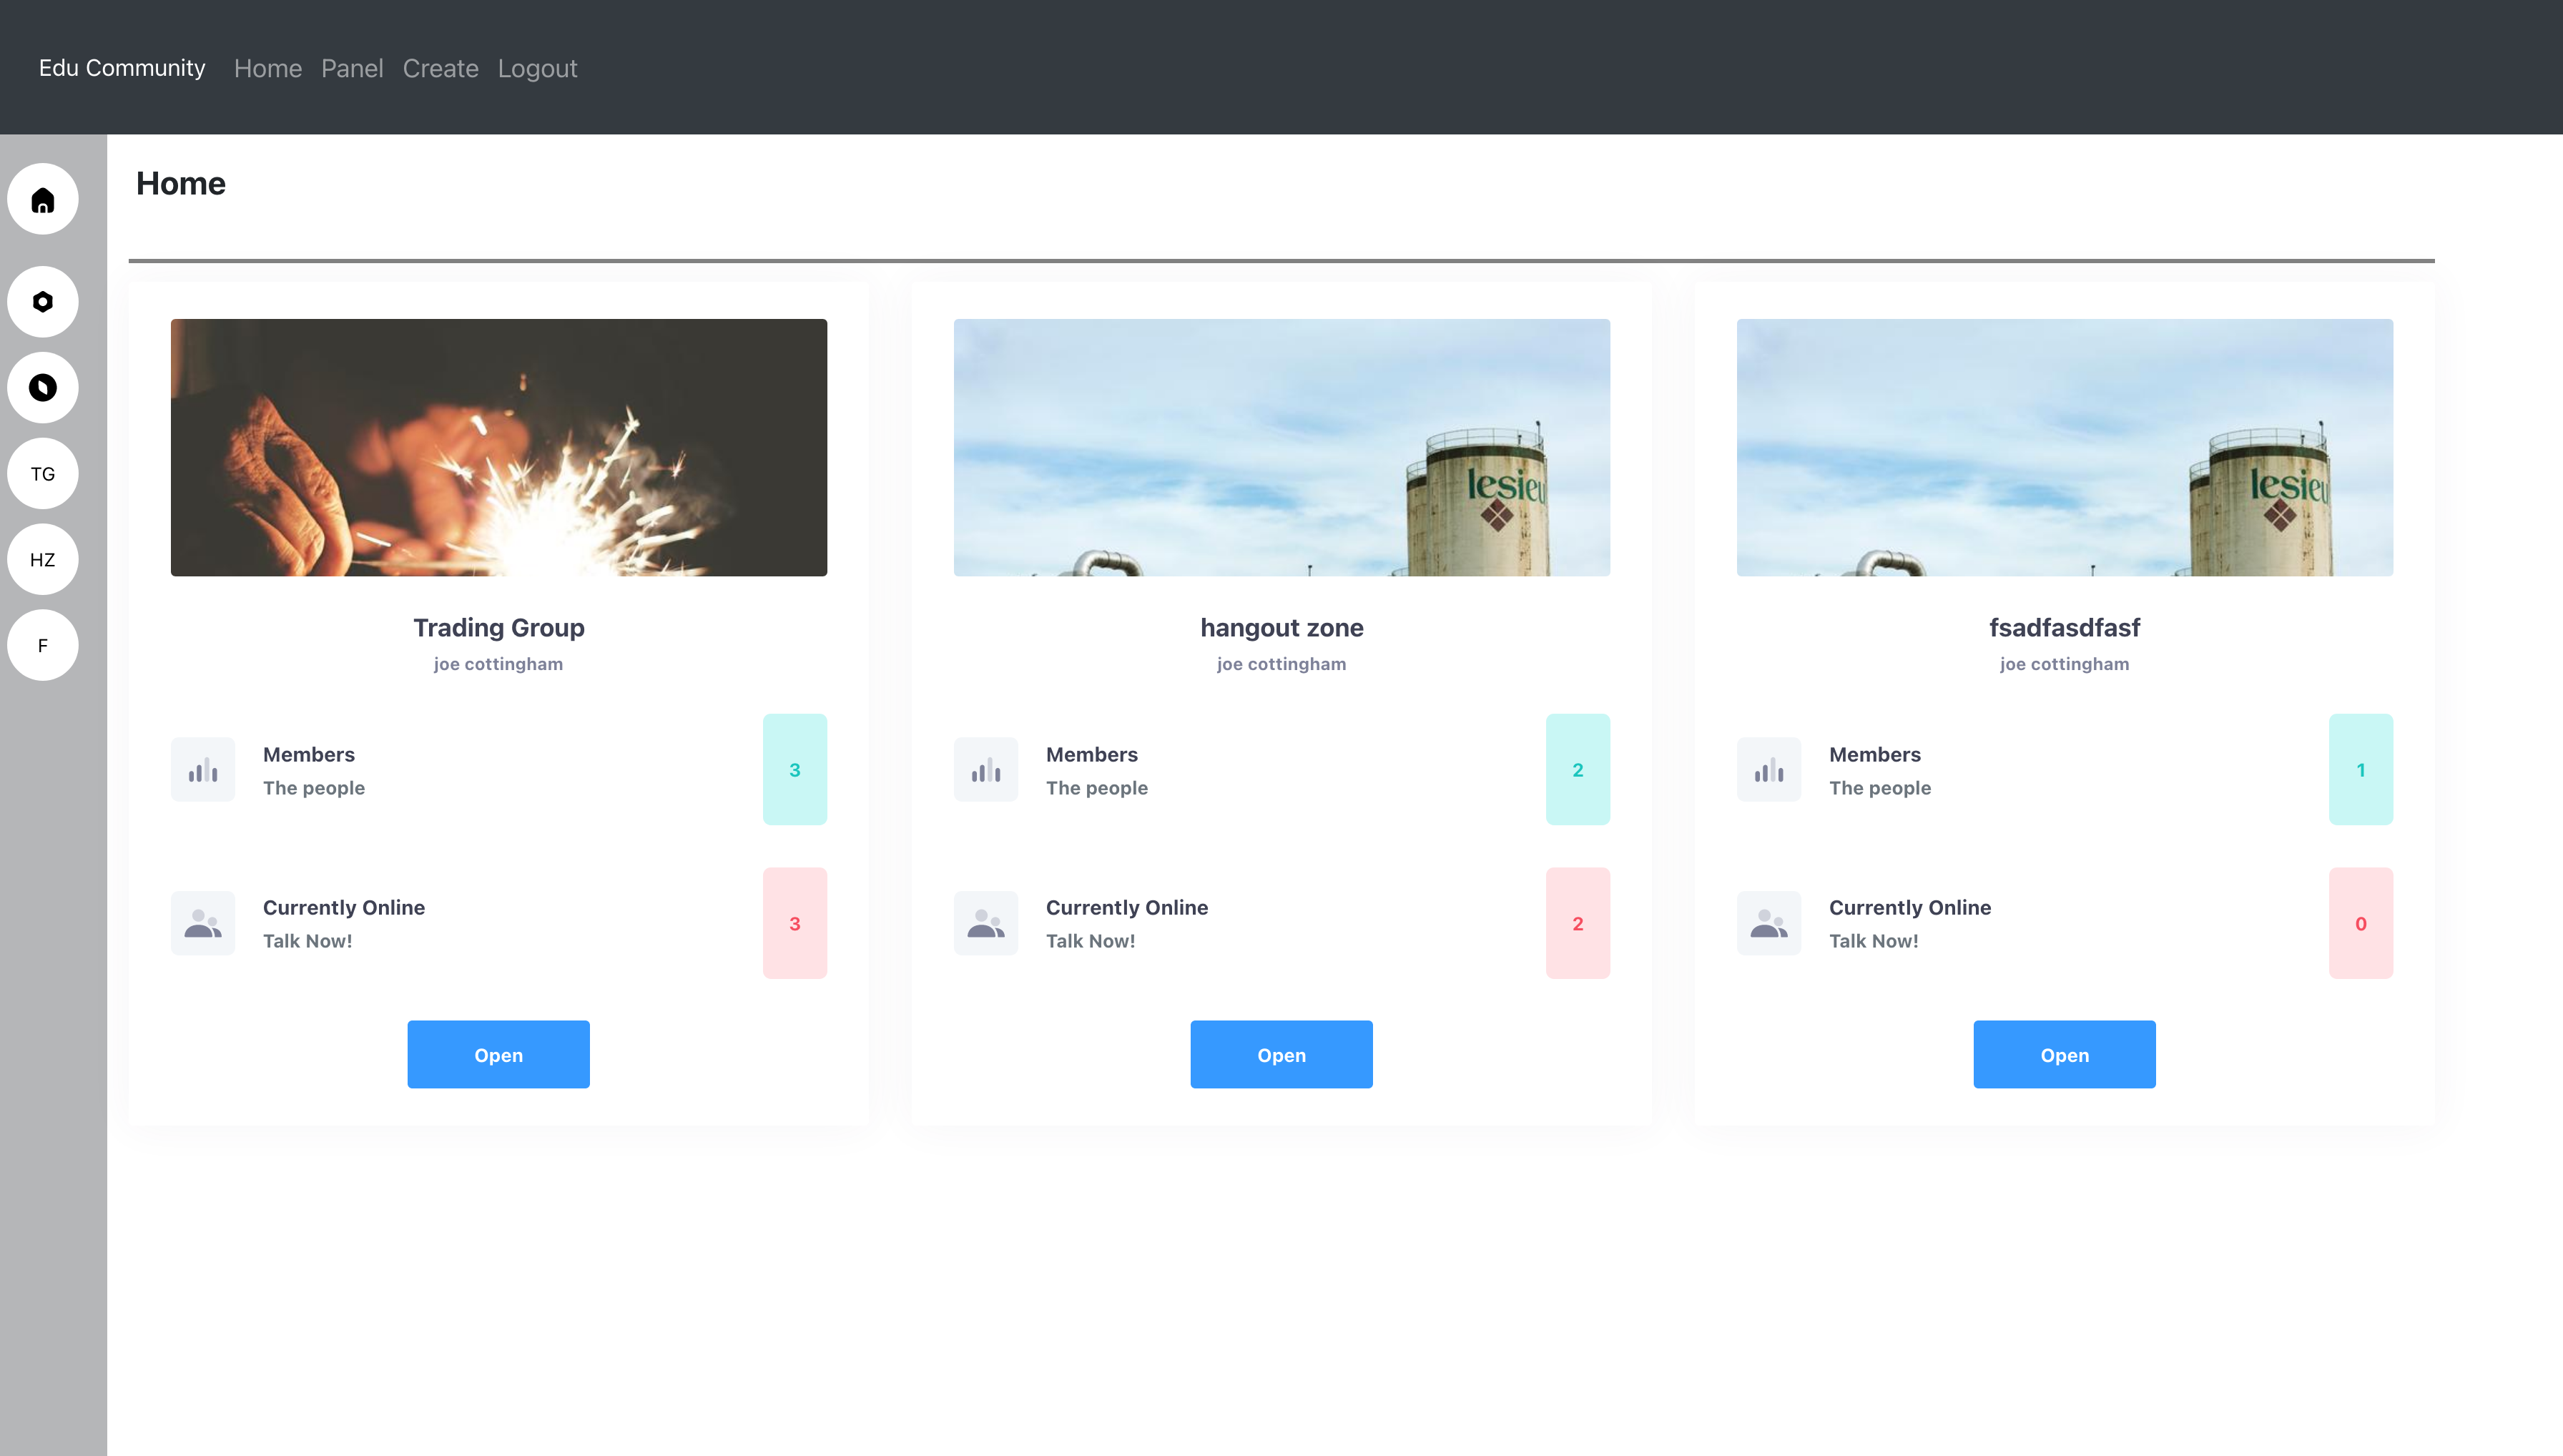 Edu Community Home Panel Create Logout
Home
TG
HZ
F
lesieu
Trading Group
joe cottingham
Members
The people
3
Currently Online
Talk Now!
3
Open
hangout zone
joe cottingham
Members
The people
2
Currently Online
Talk Now!
2
Open
lesieu
fsadfasdfasf
joe cottingham
Members
The people
1
Currently Online
Talk Now!
0
Open